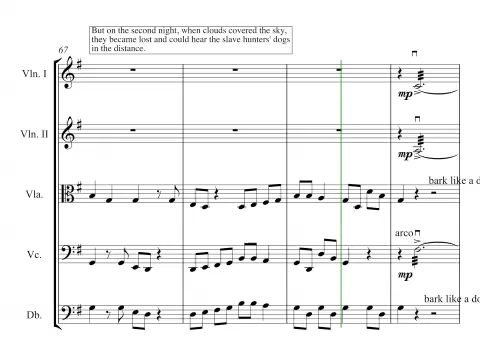 But on the second night, when clouds covered the sky,
they became lost and could hear the slave hunters' dogs
in the distance.
67
Vln. I
mp
Vln. II
mp
bark like a d
Vla.
arco
Vc.
mp
bark like a do
Db.